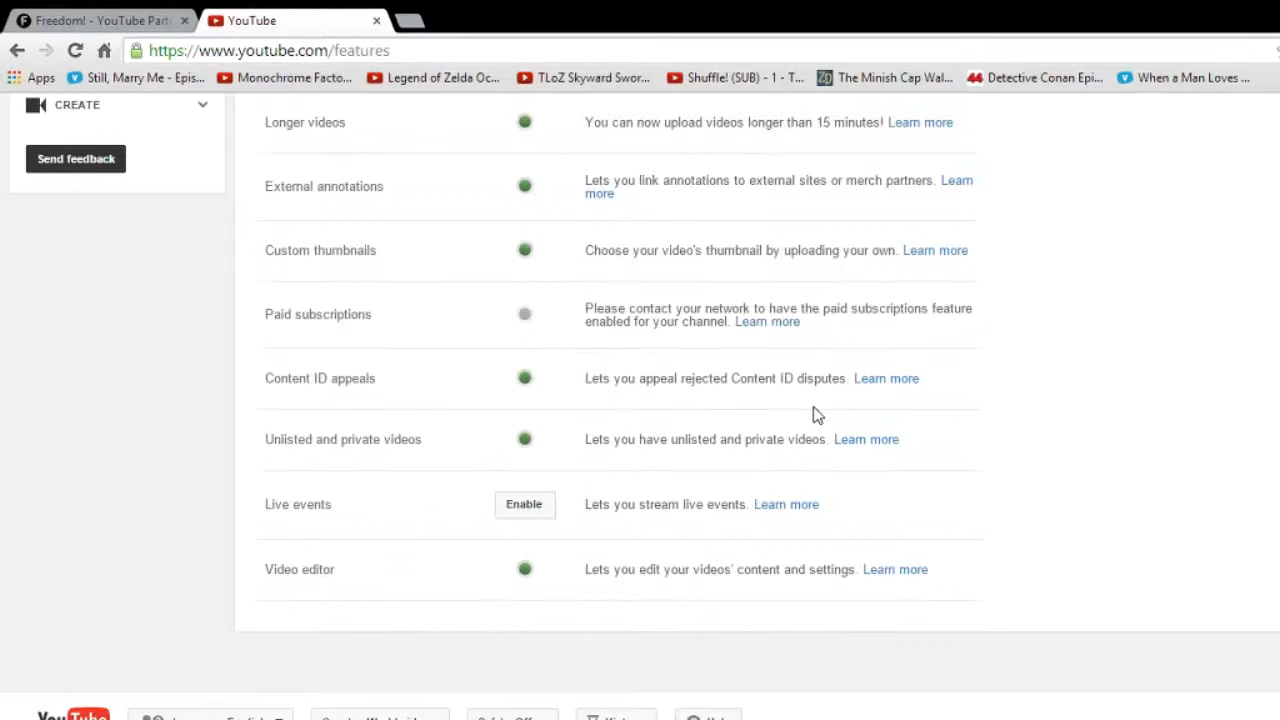 Freedom! - YouTube Part
YouTube
https://www.youtube.com/features
Apps Still, Marry Me - Epis... Monochrome Facto... Legend of Zelda Oc... TLoZ Skyward Swor... Shuffle! (SUB) - 1 - T... The Minish Cap Wal... Detective Conan Epi... When a Man Loves ...
CREATE
Send feedback
Longer videos
You can now upload videos longer than 15 minutes! Learn more
External annotations
Lets you link annotations to external sites or merch partners. Learn
more
Custom thumbnails
Choose your video's thumbnail by uploading your own. Learn more
Paid subscriptions
Please contact your network to have the paid subscriptions feature
enabled for your channel. Learn more
Content ID appeals
Lets you appeal rejected Content ID disputes. Learn more
Unlisted and private videos
Lets you have unlisted and private videos. Learn more
Live events
Enable
Lets you stream live events. Learn more
Video editor
Lets you edit your videos' content and settings. Learn more
YouTube